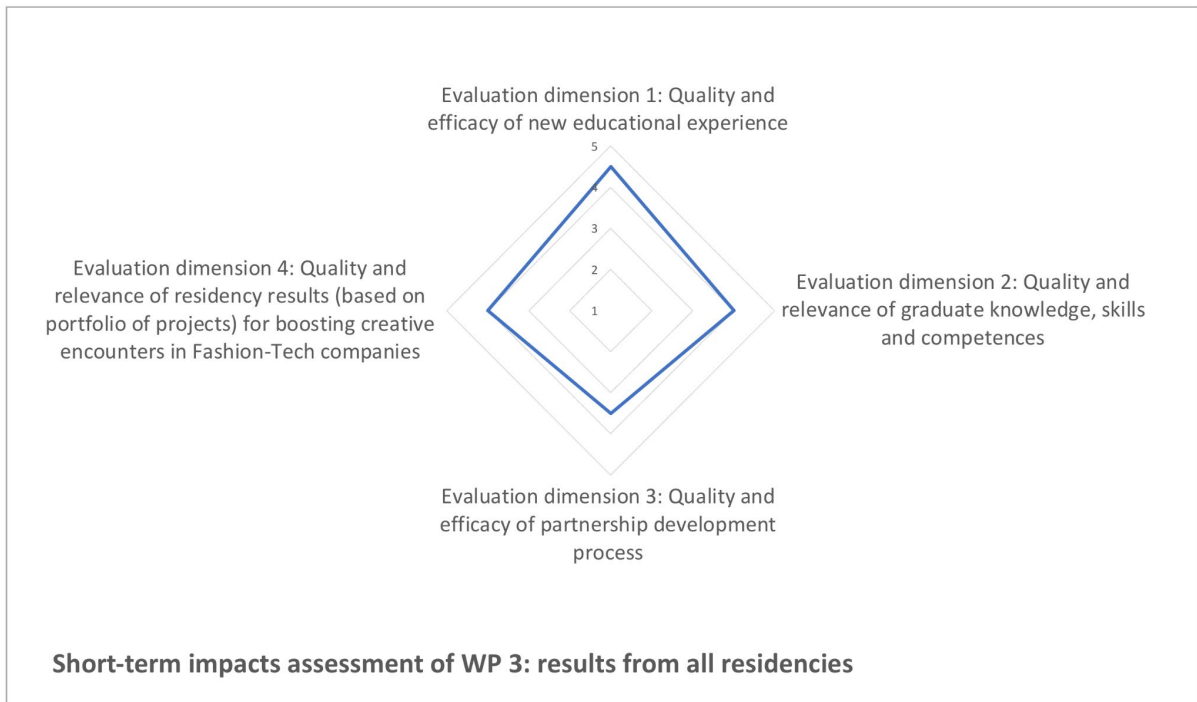 Evaluation dimension 1: Quality and
efficacy of new educational experience
5
4
3
2
1
Evaluation dimension 4: Quality and
relevance of residency results (based on
portfolio of projects) for boosting creative
encounters in Fashion-Tech companies
Evaluation dimension 2: Quality and
relevance of graduate knowledge, skills
and competences
Evaluation dimension 3: Quality and
efficacy of partnership development
process
Short-term impacts assessment of WP 3: results from all residencies